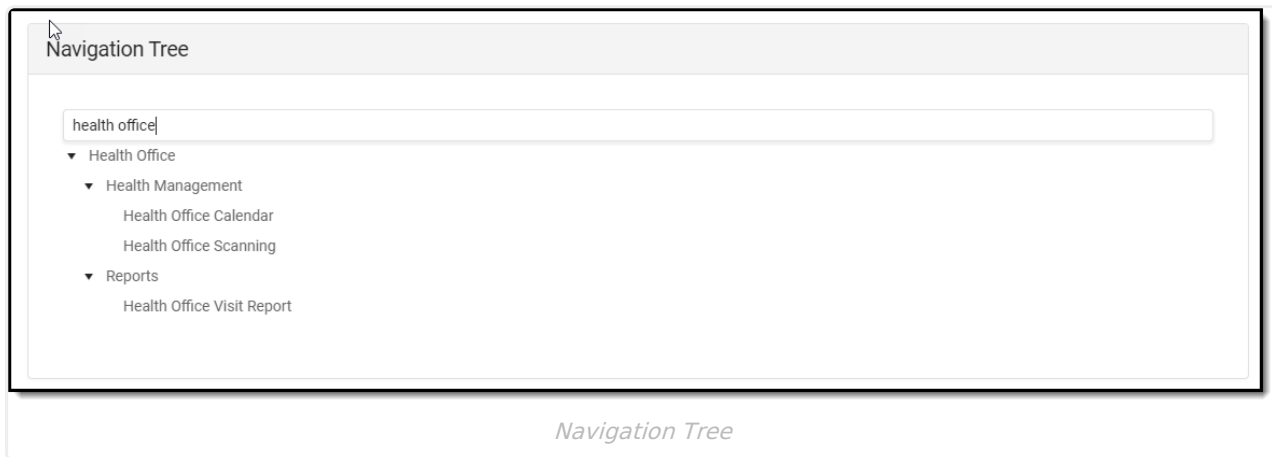 Navigation Tree
health office
Health Office
Health Management
Health Office Calendar
Health Office Scanning
Reports
Health Office Visit Report
Navigation Tree